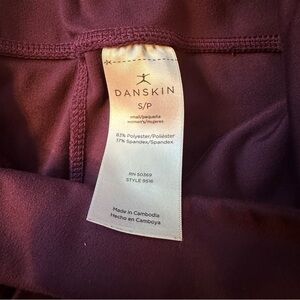 DANSKIN
S/P
small/pequeña
women's/mujeres
83% Polyester/Poliéster
17% Spandex/Spandex
RN 50369
STYLE 9516
Made in Cambodia
Hecho en Camboya